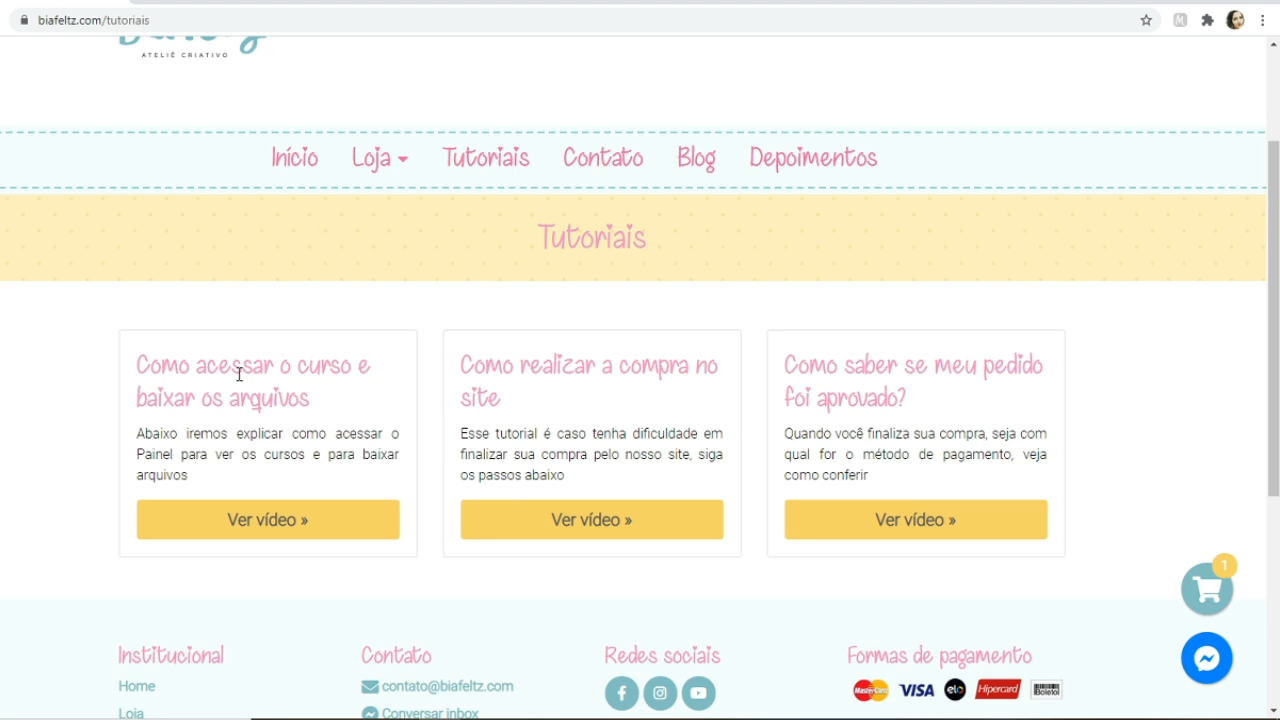 biafeltz.com/tutoriais
ATELIÊ CRIATIVO
Início Loja Tutoriais Contato Blog Depoimentos
Tutoriais
Como acessar o curso e
baixar os arquivos
Abaixo iremos explicar como acessar o
Painel para ver os cursos e para baixar
arquivos
Ver vídeo »
Como realizar a compra no
site
Esse tutorial é caso tenha dificuldade em
finalizar sua compra pelo nosso site, siga
os passos abaixo
Ver vídeo »
Como saber se meu pedido
foi aprovado?
Quando você finaliza sua compra, seja com
qual for o método de pagamento, veja
como conferir
Ver vídeo »
1
Institucional
Home
Loja
Contato
contato@biafeltz.com
Conversar inbox
Redes sociais
Formas de pagamento
MasterCard VISA elo Hipercard Boleto